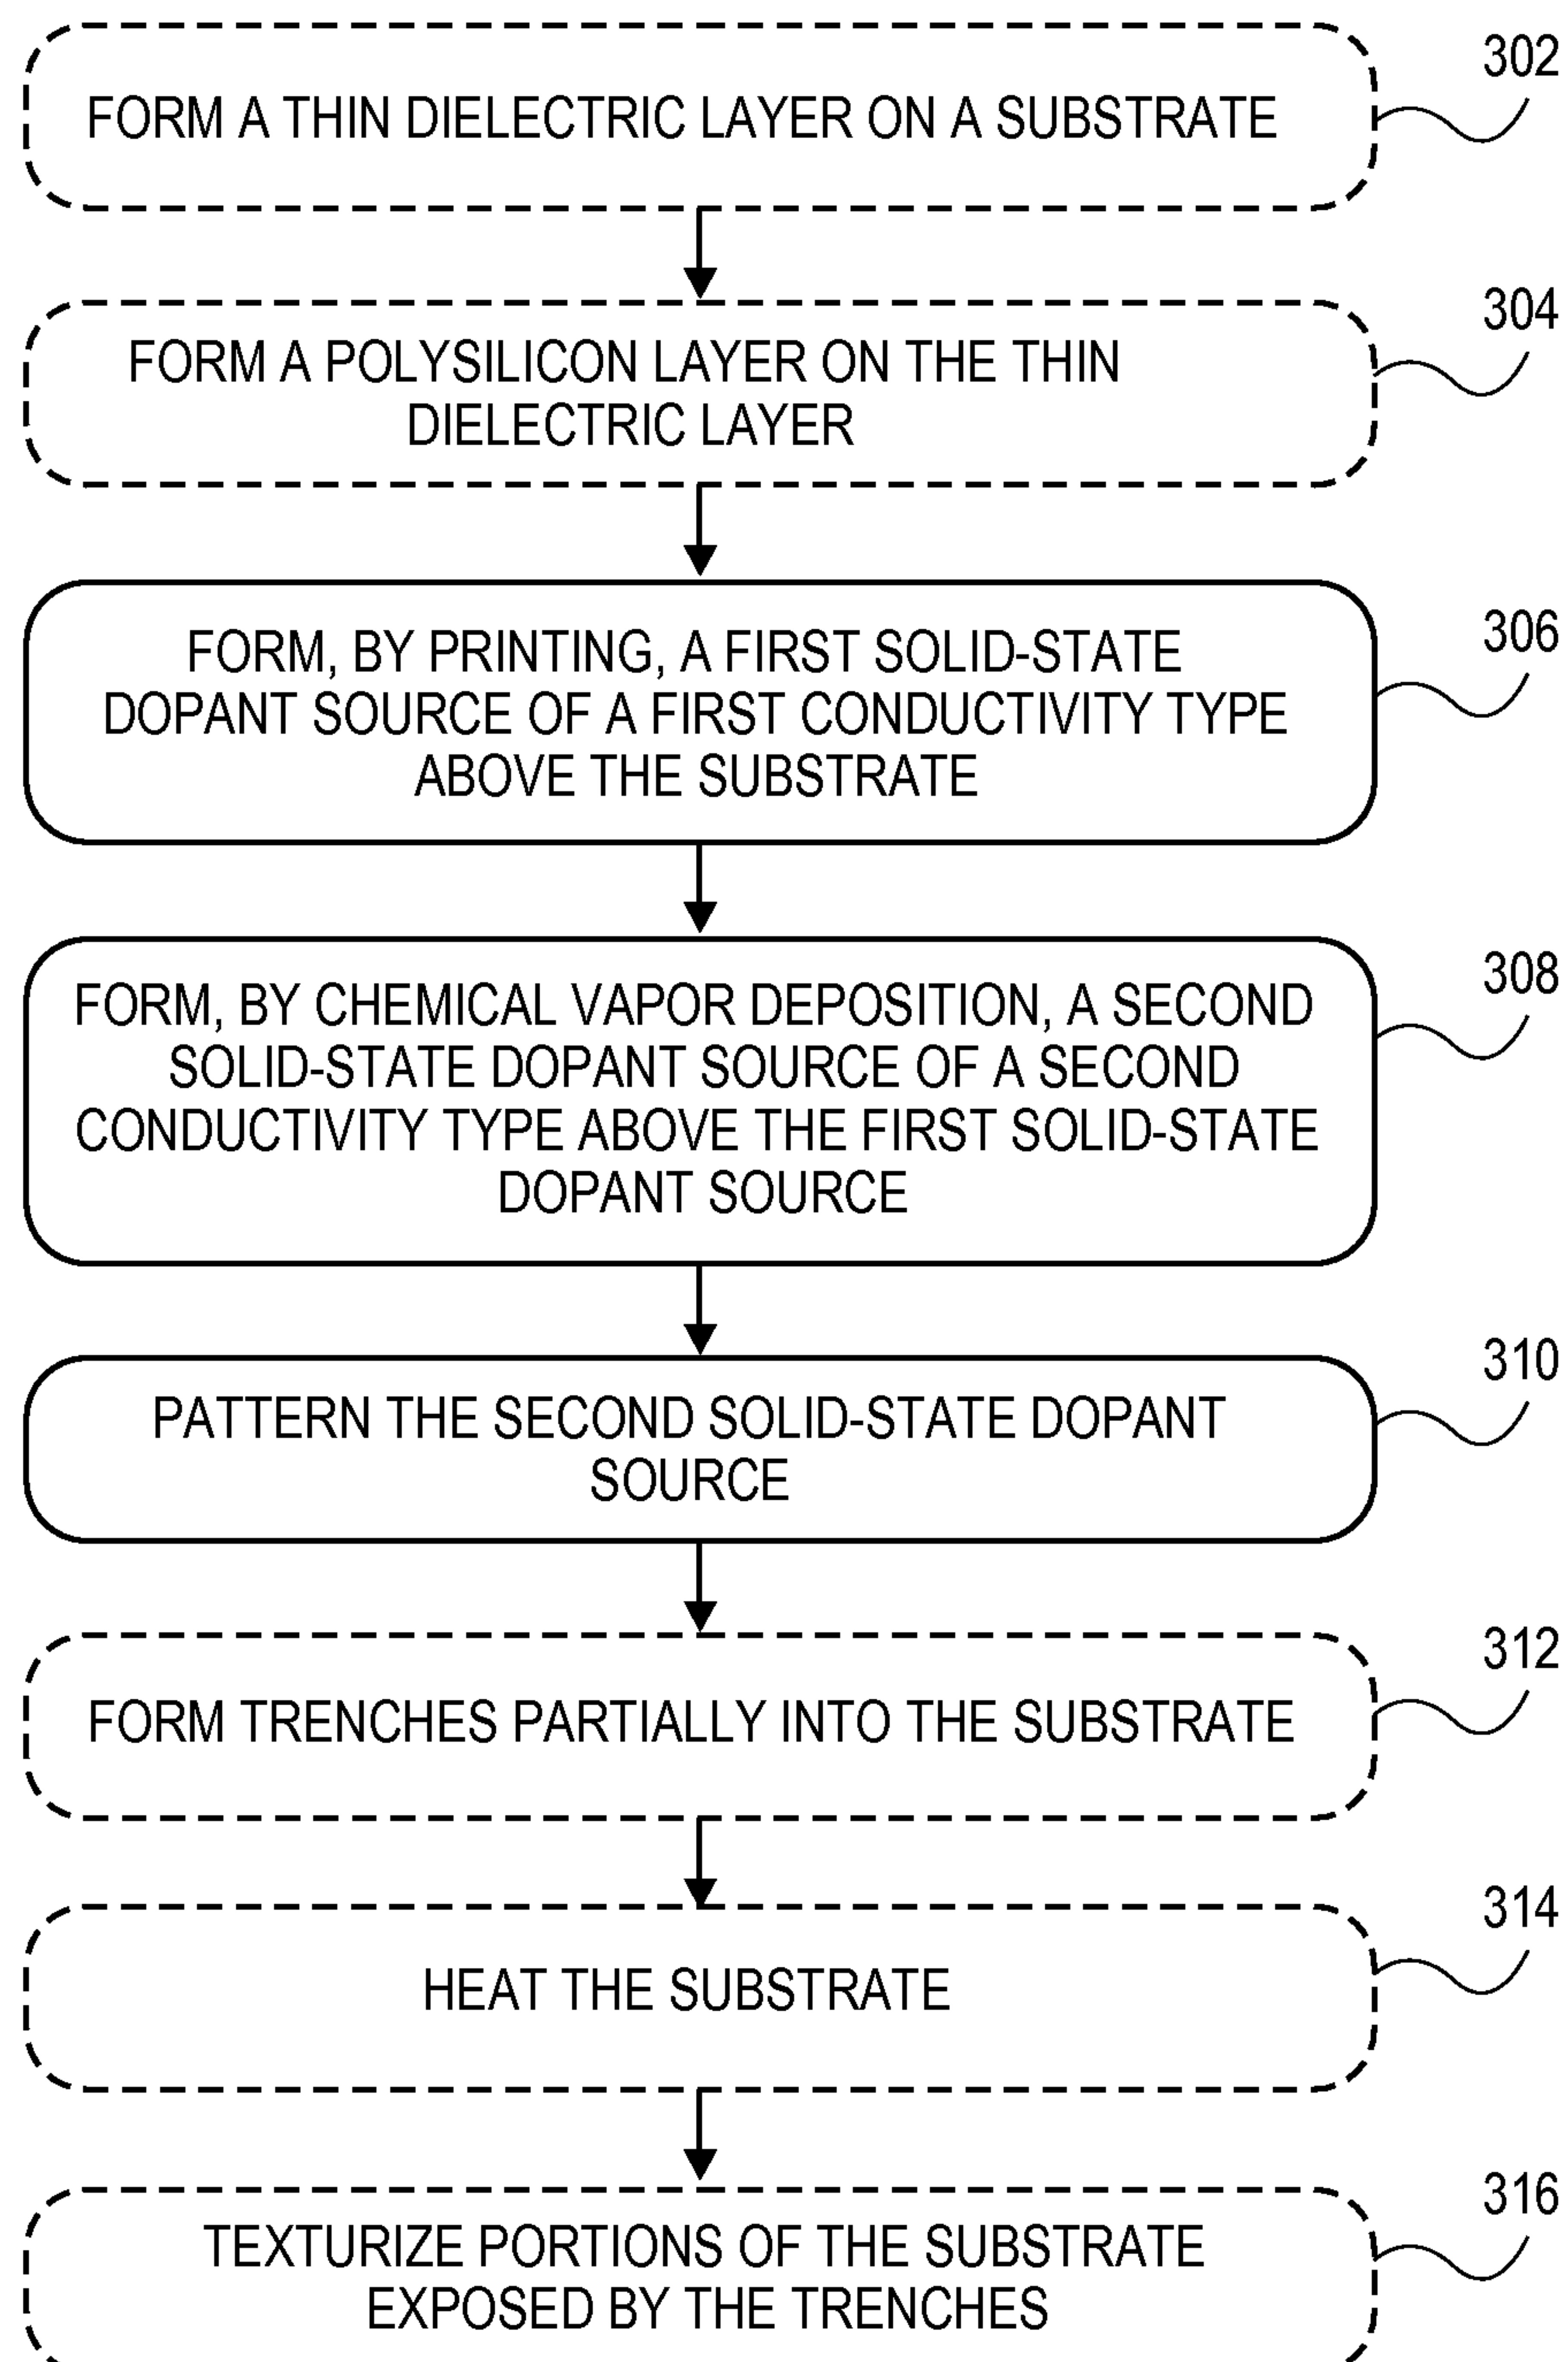 302
FORM A THIN DIELECTRIC LAYER ON A SUBSTRATE
304
FORM A POLYSILICON LAYER ON THE THIN
DIELECTRIC LAYER
306
FORM, BY PRINTING, A FIRST SOLID-STATE
DOPANT SOURCE OF A FIRST CONDUCTIVITY TYPE
ABOVE THE SUBSTRATE
308
FORM, BY CHEMICAL VAPOR DEPOSITION, A SECOND
SOLID-STATE DOPANT SOURCE OF A SECOND
CONDUCTIVITY TYPE ABOVE THE FIRST SOLID-STATE
DOPANT SOURCE
310
PATTERN THE SECOND SOLID-STATE DOPANT
SOURCE
312
FORM TRENCHES PARTIALLY INTO THE SUBSTRATE
314
HEAT THE SUBSTRATE
316
TEXTURIZE PORTIONS OF THE SUBSTRATE
EXPOSED BY THE TRENCHES